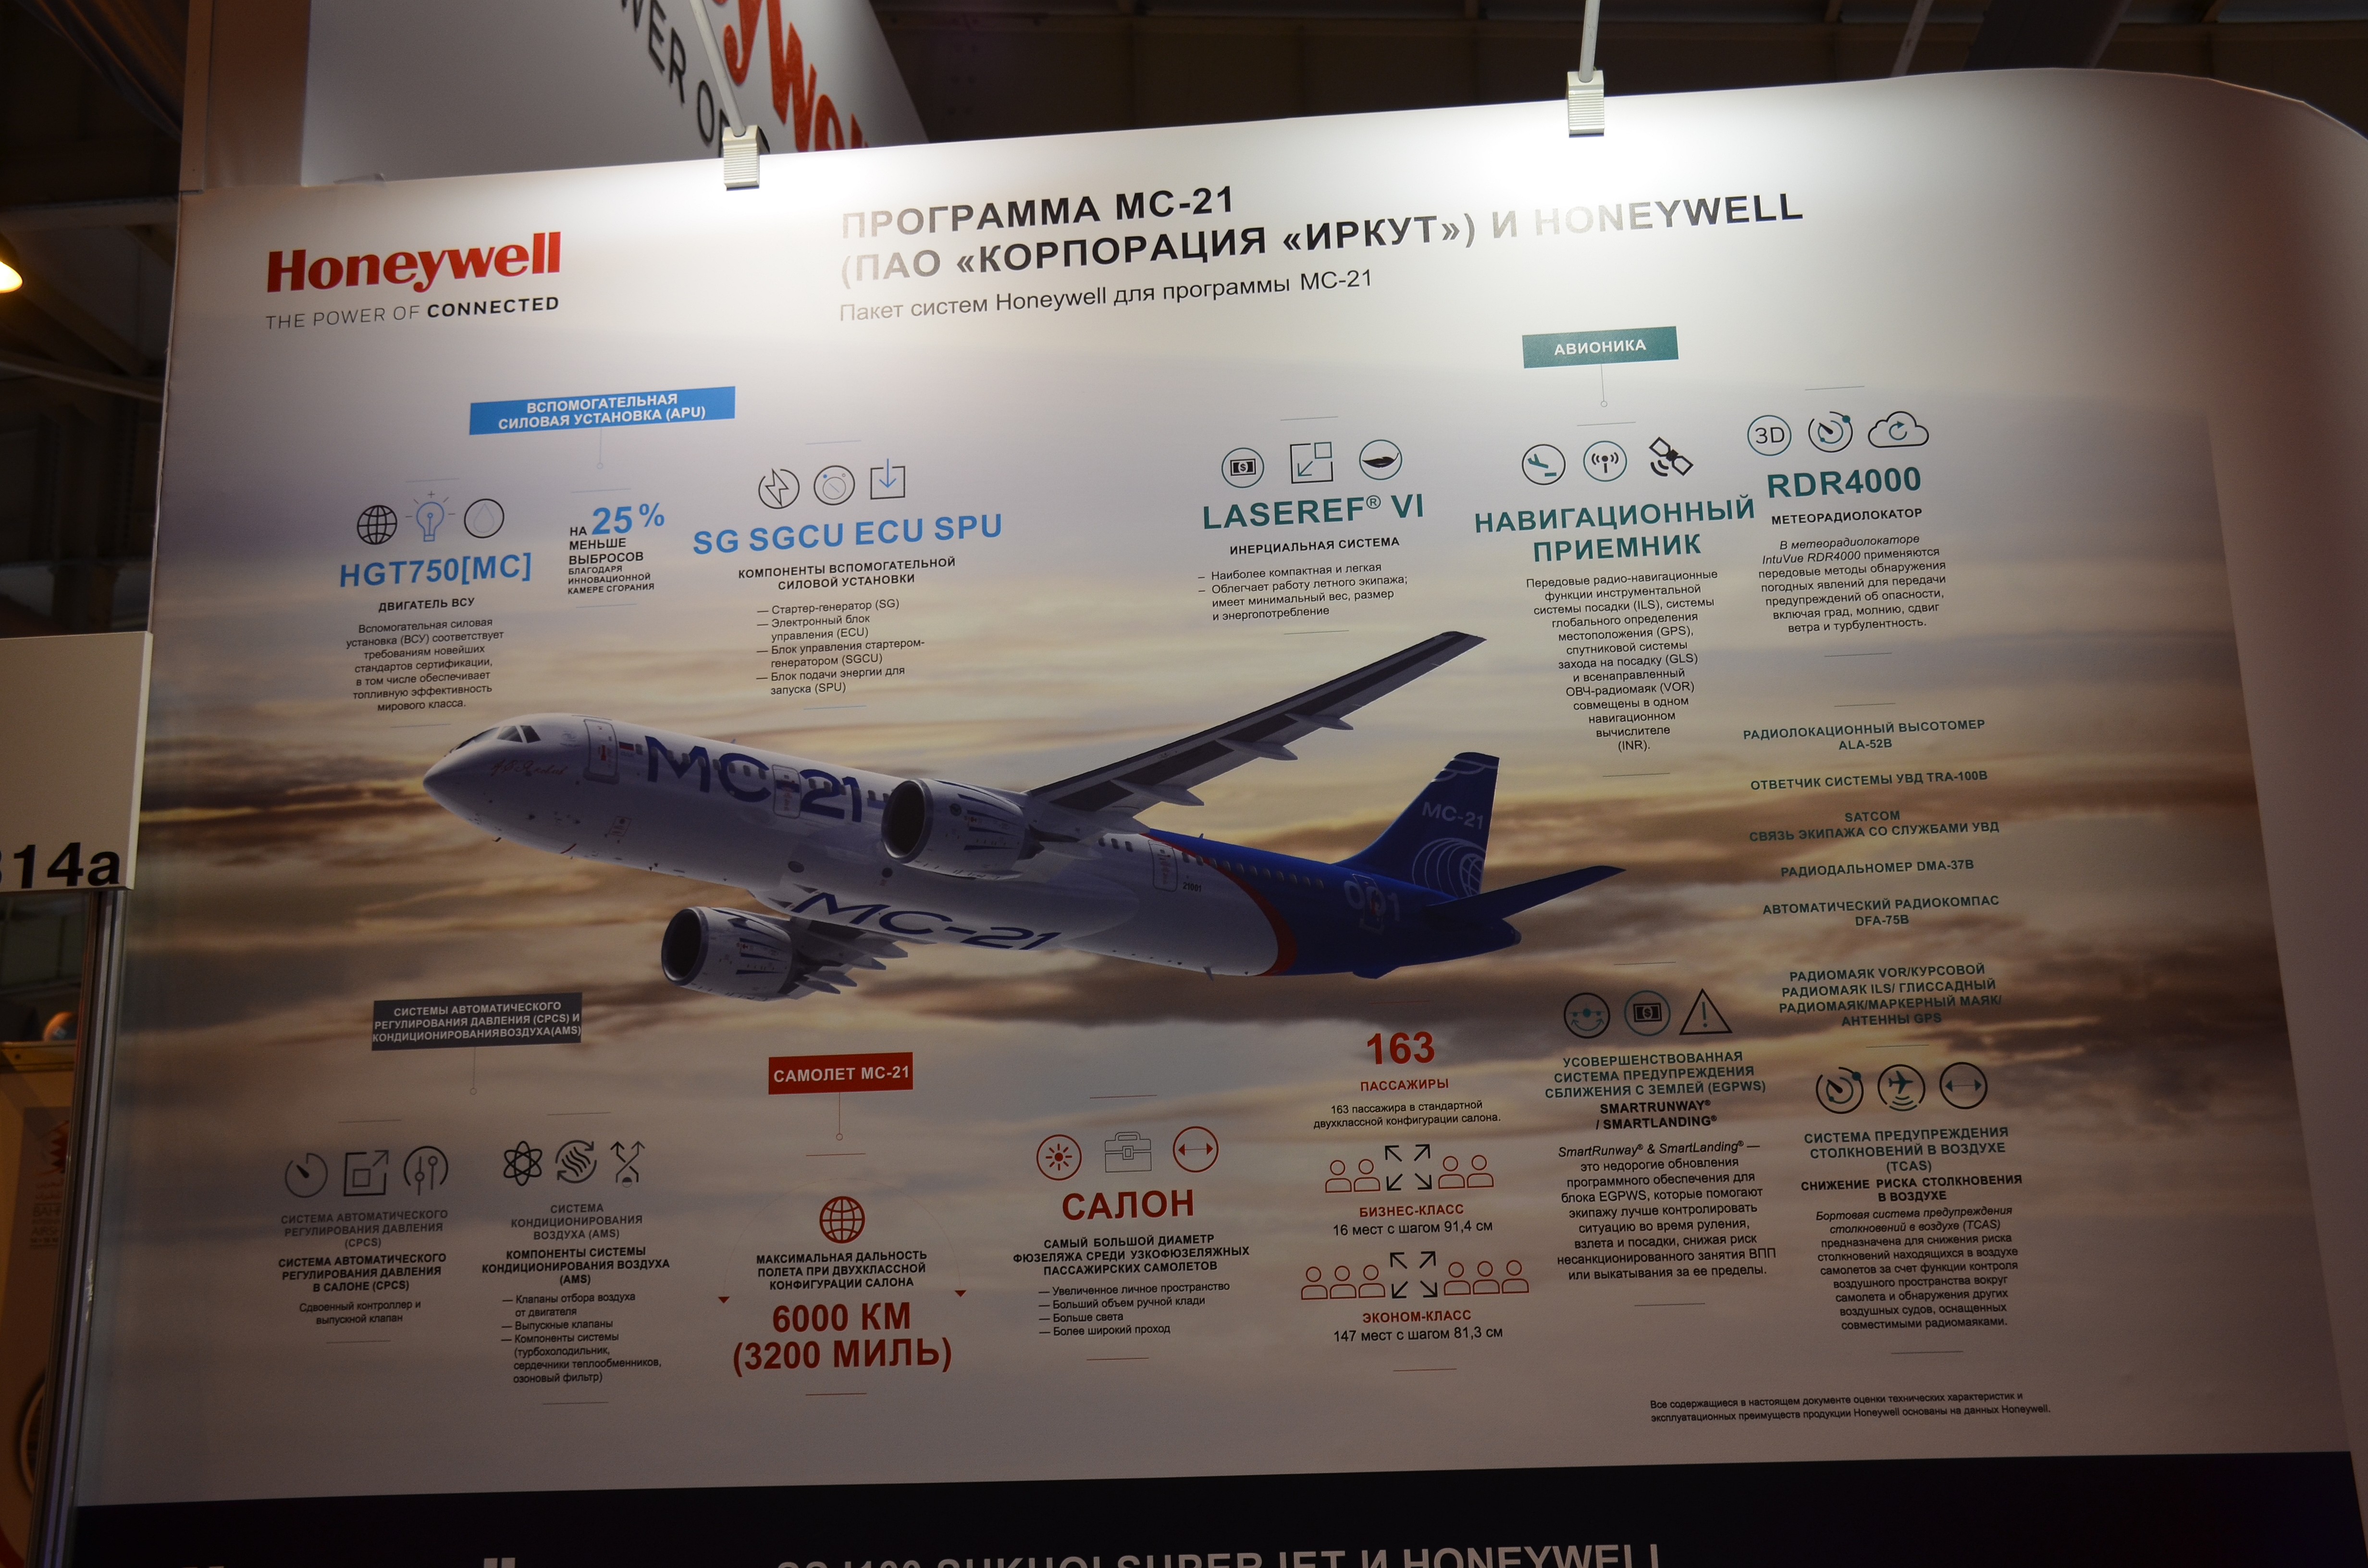 Honeywell
THE POWER OF CONNECTED
ПРОГРАММА МС-21
(ПАО «КОРПОРАЦИЯ «ИРКУТ») И HONEYWELL
Пакет систем Honeywell для программы МС-21
ВСПОМОГАТЕЛЬНАЯ
СИЛОВАЯ УСТАНОВКА (APU)
HGT750[MC]
ДВИГАТЕЛЬ ВСУ
Вспомогательная силовая
установка (ВСУ) соответствует
требованиям новейших
стандартов сертификации,
в том числе обеспечивает
топливную эффективность
мирового класса.
НА 25%
МЕНЬШЕ
ВЫБРОСОВ
БЛАГОДАРЯ
ИННОВАЦИОННОЙ
КАМЕРЕ СГОРАНИЯ
SG SGCU ECU SPU
КОМПОНЕНТЫ ВСПОМОГАТЕЛЬНОЙ
СИЛОВОЙ УСТАНОВКИ
— Стартер-генератор (SG)
— Электронный блок
управления (ECU)
— Блок управления стартером-
генератором (SGCU)
— Блок подачи энергии для
запуска (SPU)
АВИОНИКА
LASEREF® VI
ИНЕРЦИАЛЬНАЯ СИСТЕМА
– Наиболее компактная и легкая
– Облегчает работу летного экипажа;
имеет минимальный вес, размер
и энергопотребление
НАВИГАЦИОННЫЙ
ПРИЕМНИК
Передовые радио-навигационные
функции инструментальной
системы посадки (ILS), системы
глобального определения
местоположения (GPS),
спутниковой системы
захода на посадку (GLS)
и всенаправленный
ОВЧ-радиомаяк (VOR)
совмещены в одном
навигационном
вычислителе
(INR).
3D
RDR4000
МЕТЕОРАДИОЛОКАТОР
В метеорадиолокаторе
IntuVue RDR4000 применяются
передовые методы обнаружения
погодных явлений для передачи
предупреждений об опасности,
включая град, молнию, сдвиг
ветра и турбулентность.
РАДИОЛОКАЦИОННЫЙ ВЫСОТОМЕР
ALA-52B
ОТВЕТЧИК СИСТЕМЫ УВД TRA-100B
SATCOM
СВЯЗЬ ЭКИПАЖА СО СЛУЖБАМИ УВД
РАДИОДАЛЬНОМЕР DMA-37B
АВТОМАТИЧЕСКИЙ РАДИОКОМПАС
DFA-75B
РАДИОМАЯК VOR/КУРСОВОЙ
РАДИОМАЯК ILS/ ГЛИССАДНЫЙ
РАДИОМАЯК/МАРКЕРНЫЙ МАЯК/
АНТЕННЫ GPS
МС-21
МС-21
МС-21
21001
314a
СИСТЕМЫ АВТОМАТИЧЕСКОГО
РЕГУЛИРОВАНИЯ ДАВЛЕНИЯ (CPCS) И
КОНДИЦИОНИРОВАНИЯ ВОЗДУХА (AMS)
СИСТЕМА АВТОМАТИЧЕСКОГО
РЕГУЛИРОВАНИЯ ДАВЛЕНИЯ
(CPCS)
СИСТЕМА АВТОМАТИЧЕСКОГО
РЕГУЛИРОВАНИЯ ДАВЛЕНИЯ
В САЛОНЕ (CPCS)
Сдвоенный контроллер и
выпускной клапан
СИСТЕМА
КОНДИЦИОНИРОВАНИЯ
ВОЗДУХА (AMS)
КОМПОНЕНТЫ СИСТЕМЫ
КОНДИЦИОНИРОВАНИЯ ВОЗДУХА
(AMS)
— Клапаны отбора воздуха
от двигателя
— Выпускные клапаны
— Компоненты системы
(турбохолодильник,
сердечники теплообменников,
озоновый фильтр)
САМОЛЕТ МС-21
МАКСИМАЛЬНАЯ ДАЛЬНОСТЬ
ПОЛЕТА ПРИ ДВУХКЛАССНОЙ
КОНФИГУРАЦИИ САЛОНА
6000 КМ
(3200 МИЛЬ)
САЛОН
САМЫЙ БОЛЬШОЙ ДИАМЕТР
ФЮЗЕЛЯЖА СРЕДИ УЗКОФЮЗЕЛЯЖНЫХ
ПАССАЖИРСКИХ САМОЛЕТОВ
— Увеличенное личное пространство
— Больший объем ручной клади
— Больше света
— Более широкий проход
163
ПАССАЖИРЫ
163 пассажира в стандартной
двухклассной конфигурации салона.
БИЗНЕС-КЛАСС
16 мест с шагом 91,4 см
ЭКОНОМ-КЛАСС
147 мест с шагом 81,3 см
УСОВЕРШЕНСТВОВАННАЯ
СИСТЕМА ПРЕДУПРЕЖДЕНИЯ
СБЛИЖЕНИЯ С ЗЕМЛЕЙ (EGPWS)
SMARTRUNWAY®
/ SMARTLANDING®
SmartRunway® & SmartLanding® —
это недорогие обновления
программного обеспечения для
блока EGPWS, которые помогают
экипажу лучше контролировать
ситуацию во время руления,
взлета и посадки, снижая риск
несанкционированного занятия ВПП
или выкатывания за ее пределы.
СИСТЕМА ПРЕДУПРЕЖДЕНИЯ
СТОЛКНОВЕНИЙ В ВОЗДУХЕ
(TCAS)
СНИЖЕНИЕ РИСКА СТОЛКНОВЕНИЯ
В ВОЗДУХЕ
Бортовая система предупреждения
столкновений в воздухе (TCAS)
предназначена для снижения риска
столкновений находящихся в воздухе
самолетов за счет функции контроля
воздушного пространства вокруг
самолета и обнаружения других
воздушных судов, оснащенных
совместимыми радиомаяками.
Все содержащиеся в настоящем документе оценки технических характеристик и
эксплуатационных преимуществ продукции Honeywell основаны на данных Honeywell.
SUKHOI SUPERJET И HONEYWELL